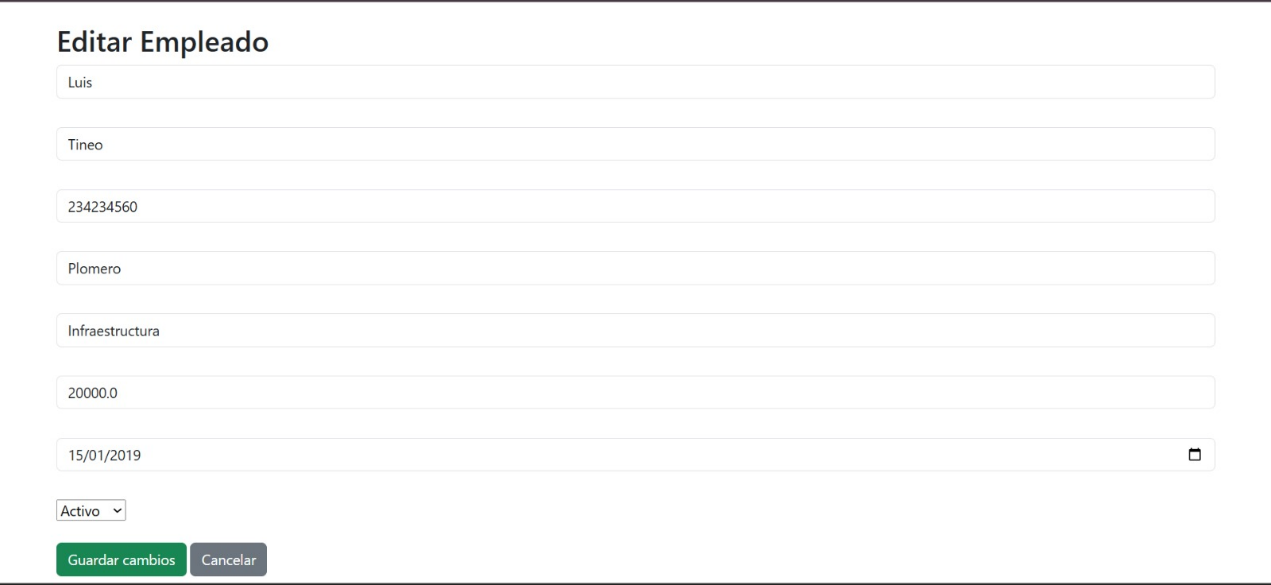 Editar Empleado
Luis
Tineo
234234560
Plomero
Infraestructura
20000.0
15/01/2019
Activo
Guardar cambios Cancelar